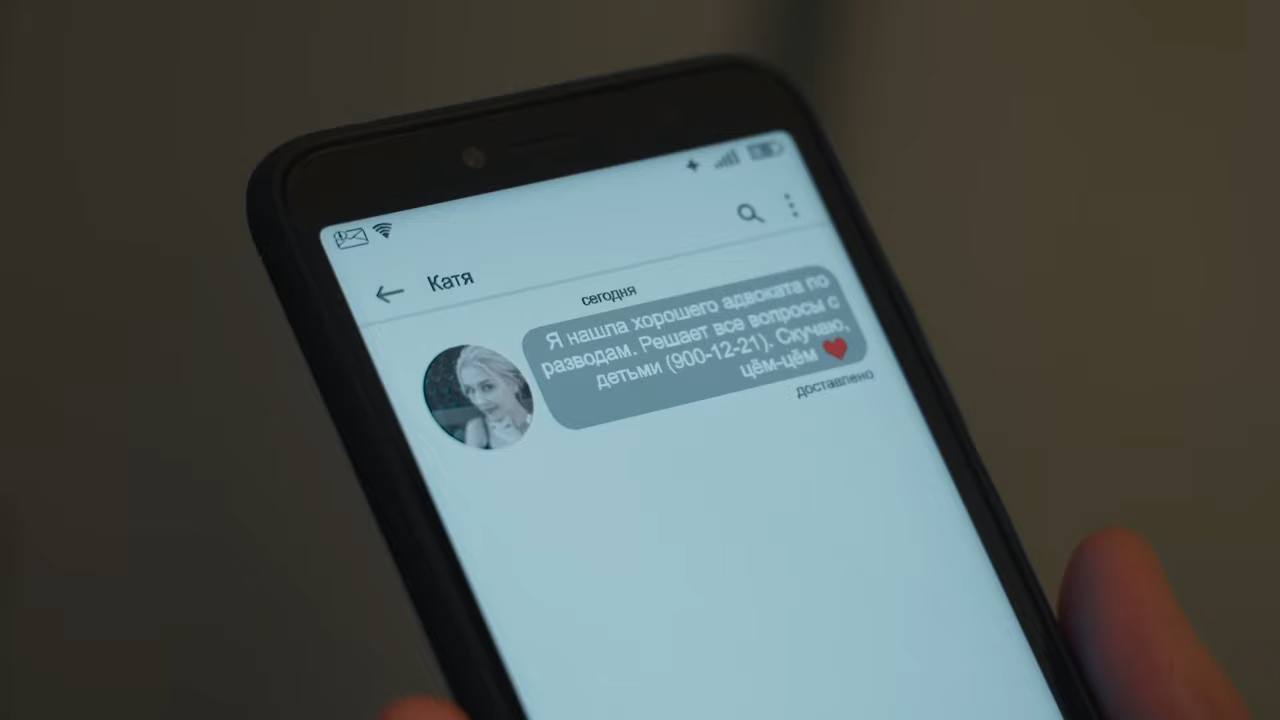 Катя
сегодня
Я нашла хорошего адвоката по
разводам. Решает все вопросы с
детьми (900-12-21). Скучаю,
цём-цём ❤
доставлено